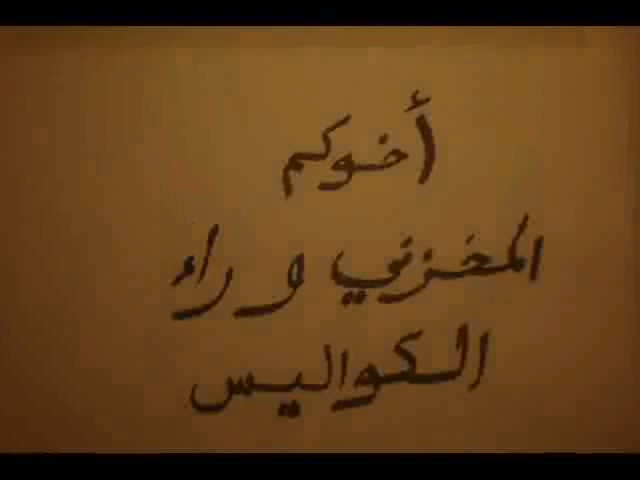 أخوكم
المخزني وراء
الكواليس